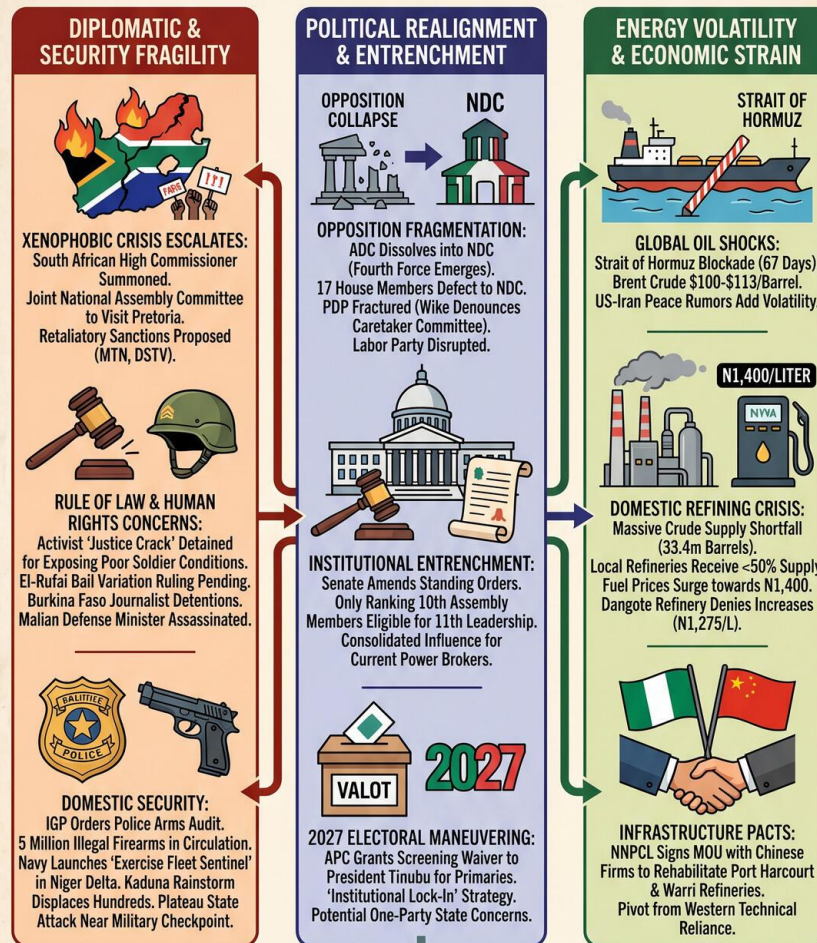 DIPLOMATIC &
SECURITY FRAGILITY
FARE
!!!
XENOPHOBIC CRISIS ESCALATES:
South African High Commissioner
Summoned.
Joint National Assembly Committee
to Visit Pretoria.
Retaliatory Sanctions Proposed
(MTN, DSTV).
RULE OF LAW & HUMAN
RIGHTS CONCERNS:
Activist 'Justice Crack' Detained
for Exposing Poor Soldier Conditions.
El-Rufai Bail Variation Ruling Pending.
Burkina Faso Journalist Detentions.
Malian Defense Minister Assassinated.
BALITTEE
POLICE
DOMESTIC SECURITY:
IGP Orders Police Arms Audit.
5 Million Illegal Firearms in Circulation.
Navy Launches 'Exercise Fleet Sentinel'
in Niger Delta. Kaduna Rainstorm
Displaces Hundreds. Plateau State
Attack Near Military Checkpoint.
POLITICAL REALIGNMENT
& ENTRENCHMENT
OPPOSITION
COLLAPSE
NDC
OPPOSITION FRAGMENTATION:
ADC Dissolves into NDC
(Fourth Force Emerges).
17 House Members Defect to NDC.
PDP Fractured (Wike Denounces
Caretaker Committee).
Labor Party Disrupted.
INSTITUTIONAL ENTRENCHMENT:
Senate Amends Standing Orders.
Only Ranking 10th Assembly
Members Eligible for 11th Leadership.
Consolidated Influence for
Current Power Brokers.
VALOT
2027
2027 ELECTORAL MANEUVERING:
APC Grants Screening Waiver to
President Tinubu for Primaries.
'Institutional Lock-In' Strategy.
Potential One-Party State Concerns.
ENERGY VOLATILITY
& ECONOMIC STRAIN
STRAIT OF
HORMUZ
GLOBAL OIL SHOCKS:
Strait of Hormuz Blockade (67 Days)
Brent Crude $100-$113/Barrel.
US-Iran Peace Rumors Add Volatility.
N1,400/LITER
NVVA
DOMESTIC REFINING CRISIS:
Massive Crude Supply Shortfall
(33.4m Barrels).
Local Refineries Receive <50% Supply
Fuel Prices Surge towards N1,400.
Dangote Refinery Denies Increases
(N1,275/L).
INFRASTRUCTURE PACTS:
NNPCL Signs MOU with Chinese
Firms to Rehabilitate Port Harcourt
& Warri Refineries.
Pivot from Western Technical
Reliance.